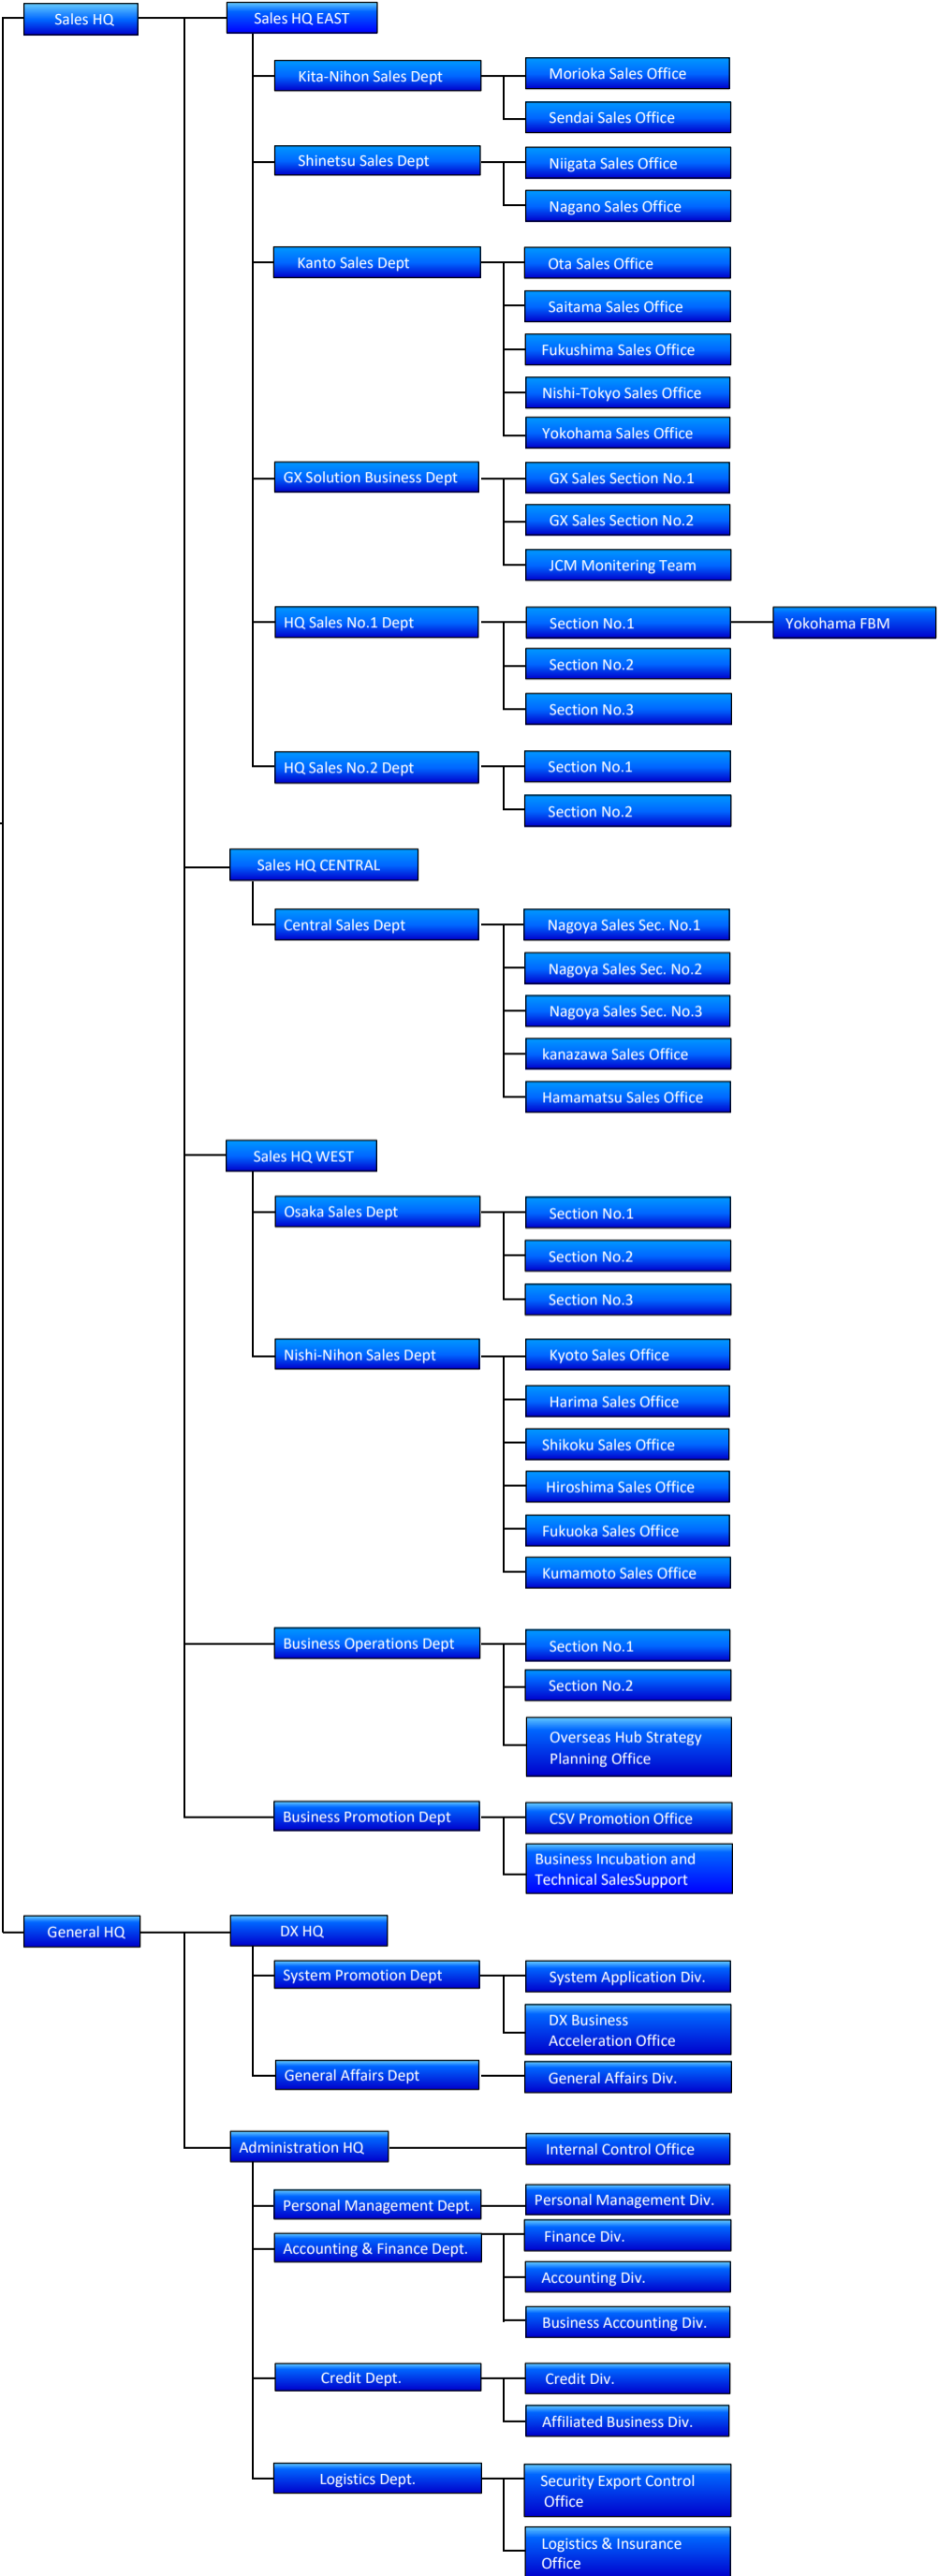 Sales HQ
Sales HQ EAST
Kita-Nihon Sales Dept
Morioka Sales Office
Sendai Sales Office
Shinetsu Sales Dept
Niigata Sales Office
Nagano Sales Office
Kanto Sales Dept
Ota Sales Office
Saitama Sales Office
Fukushima Sales Office
Nishi-Tokyo Sales Office
Yokohama Sales Office
GX Solution Business Dept
GX Sales Section No.1
GX Sales Section No.2
JCM Monitering Team
HQ Sales No.1 Dept
Section No.1
Yokohama FBM
Section No.2
Section No.3
HQ Sales No.2 Dept
Section No.1
Section No.2
Sales HQ CENTRAL
Central Sales Dept
Nagoya Sales Sec. No.1
Nagoya Sales Sec. No.2
Nagoya Sales Sec. No.3
kanazawa Sales Office
Hamamatsu Sales Office
Sales HQ WEST
Osaka Sales Dept
Section No.1
Section No.2
Section No.3
Nishi-Nihon Sales Dept
Kyoto Sales Office
Harima Sales Office
Shikoku Sales Office
Hiroshima Sales Office
Fukuoka Sales Office
Kumamoto Sales Office
Business Operations Dept
Section No.1
Section No.2
Overseas Hub Strategy
Planning Office
Business Promotion Dept
CSV Promotion Office
Business Incubation and
Technical SalesSupport
General HQ
DX HQ
System Promotion Dept
System Application Div.
DX Business
Acceleration Office
General Affairs Dept
General Affairs Div.
Administration HQ
Internal Control Office
Personal Management Dept.
Personal Management Div.
Accounting & Finance Dept.
Finance Div.
Accounting Div.
Business Accounting Div.
Credit Dept.
Credit Div.
Affiliated Business Div.
Logistics Dept.
Security Export Control
Office
Logistics & Insurance
Office